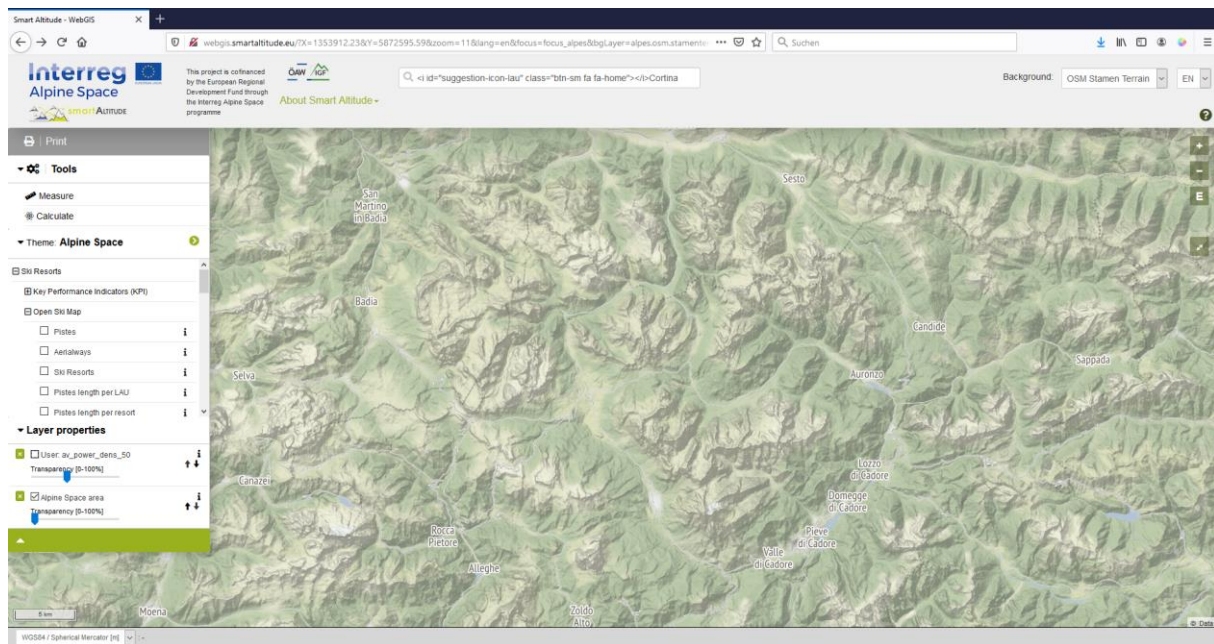 Smart Altitude - WebGIS
webgis.smartaltitude.eu/?X=1353912.23&Y=5872595.59&zoom=11&lang=en&focus=focus_alpes&bgLayer=alpes.osm.stamente
Suchen
Interreg
Alpine Space
smartALTITUDE
EUROPEAN UNION
This project is cofinanced
by the European Regional
Development Fund through
the Interreg Alpine Space
programme
ÖAW IGF
About Smart Altitude
<i id="suggestion-icon-lau" class="btn-sm fa fa-home"></i>Cortina
Background: OSM Stamen Terrain EN
Print
Tools
Measure
Calculate
Theme: Alpine Space
Ski Resorts
Key Performance Indicators (KPI)
Open Ski Map
Pistes i
Aerialways i
Ski Resorts i
Pistes length per LAU i
Pistes length per resort i
Layer properties
User: av_power_dens_50 i
Transparency [0-100%]
Alpine Space area i
Transparency [0-100%]
E
San
Martino
in Badia
Sesto
Badia
Candide
Sappada
Selva
Auronzo
Canazei
Lozzo
di Cadore
Domegge
di Cadore
Rocca
Pietore
Pieve
di Cadore
Valle
di Cadore
Alleghe
Moena
Zoldo
Alto
5 km
© Data
WGS84 / Spherical Mercator [m]